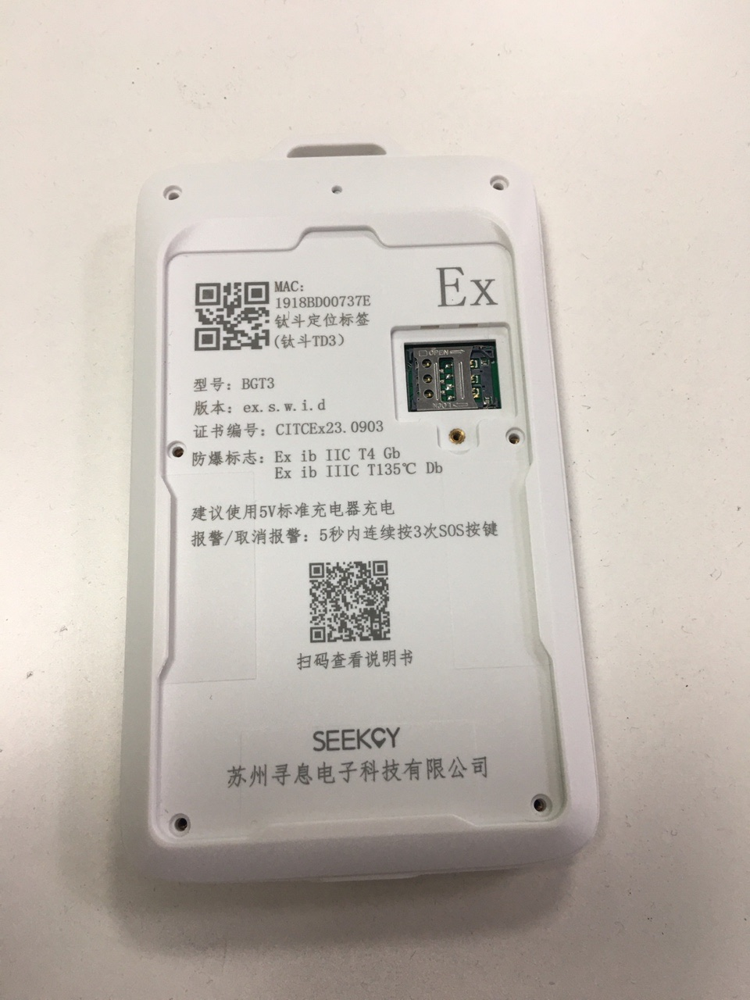 MAC:
1918BD00737E
钛斗定位标签
(钛斗TD3)
Ex
OPEN
LOCK
型号: BGT3
版本: ex.s.w.i.d
证书编号: CITCEx23.0903
防爆标志: Ex ib IIC T4 Gb
Ex ib IIIC T135℃ Db
建议使用5V标准充电器充电
报警/取消报警: 5秒内连续按3次SOS按键
扫码查看说明书
SEEKCY
苏州寻息电子科技有限公司